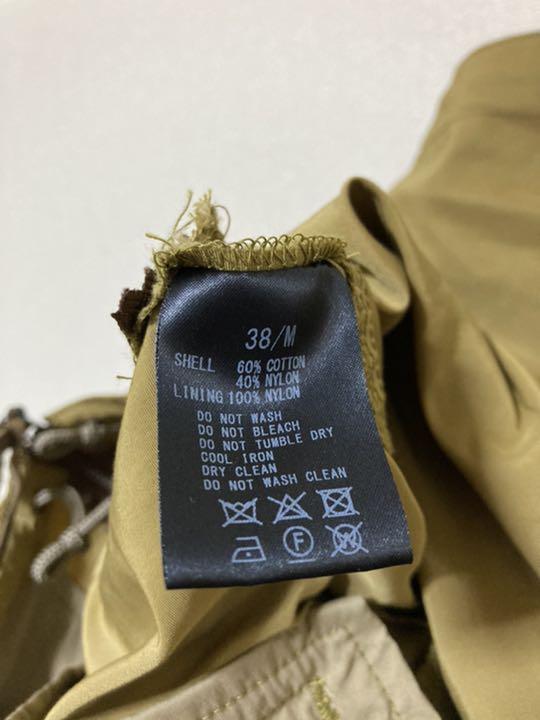 38/M
SHELL 60% COTTON
40% NYLON
LINING 100% NYLON
DO NOT WASH
DO NOT BLEACH
DO NOT TUMBLE DRY
COOL IRON
DRY CLEAN
DO NOT WASH CLEAN
F W